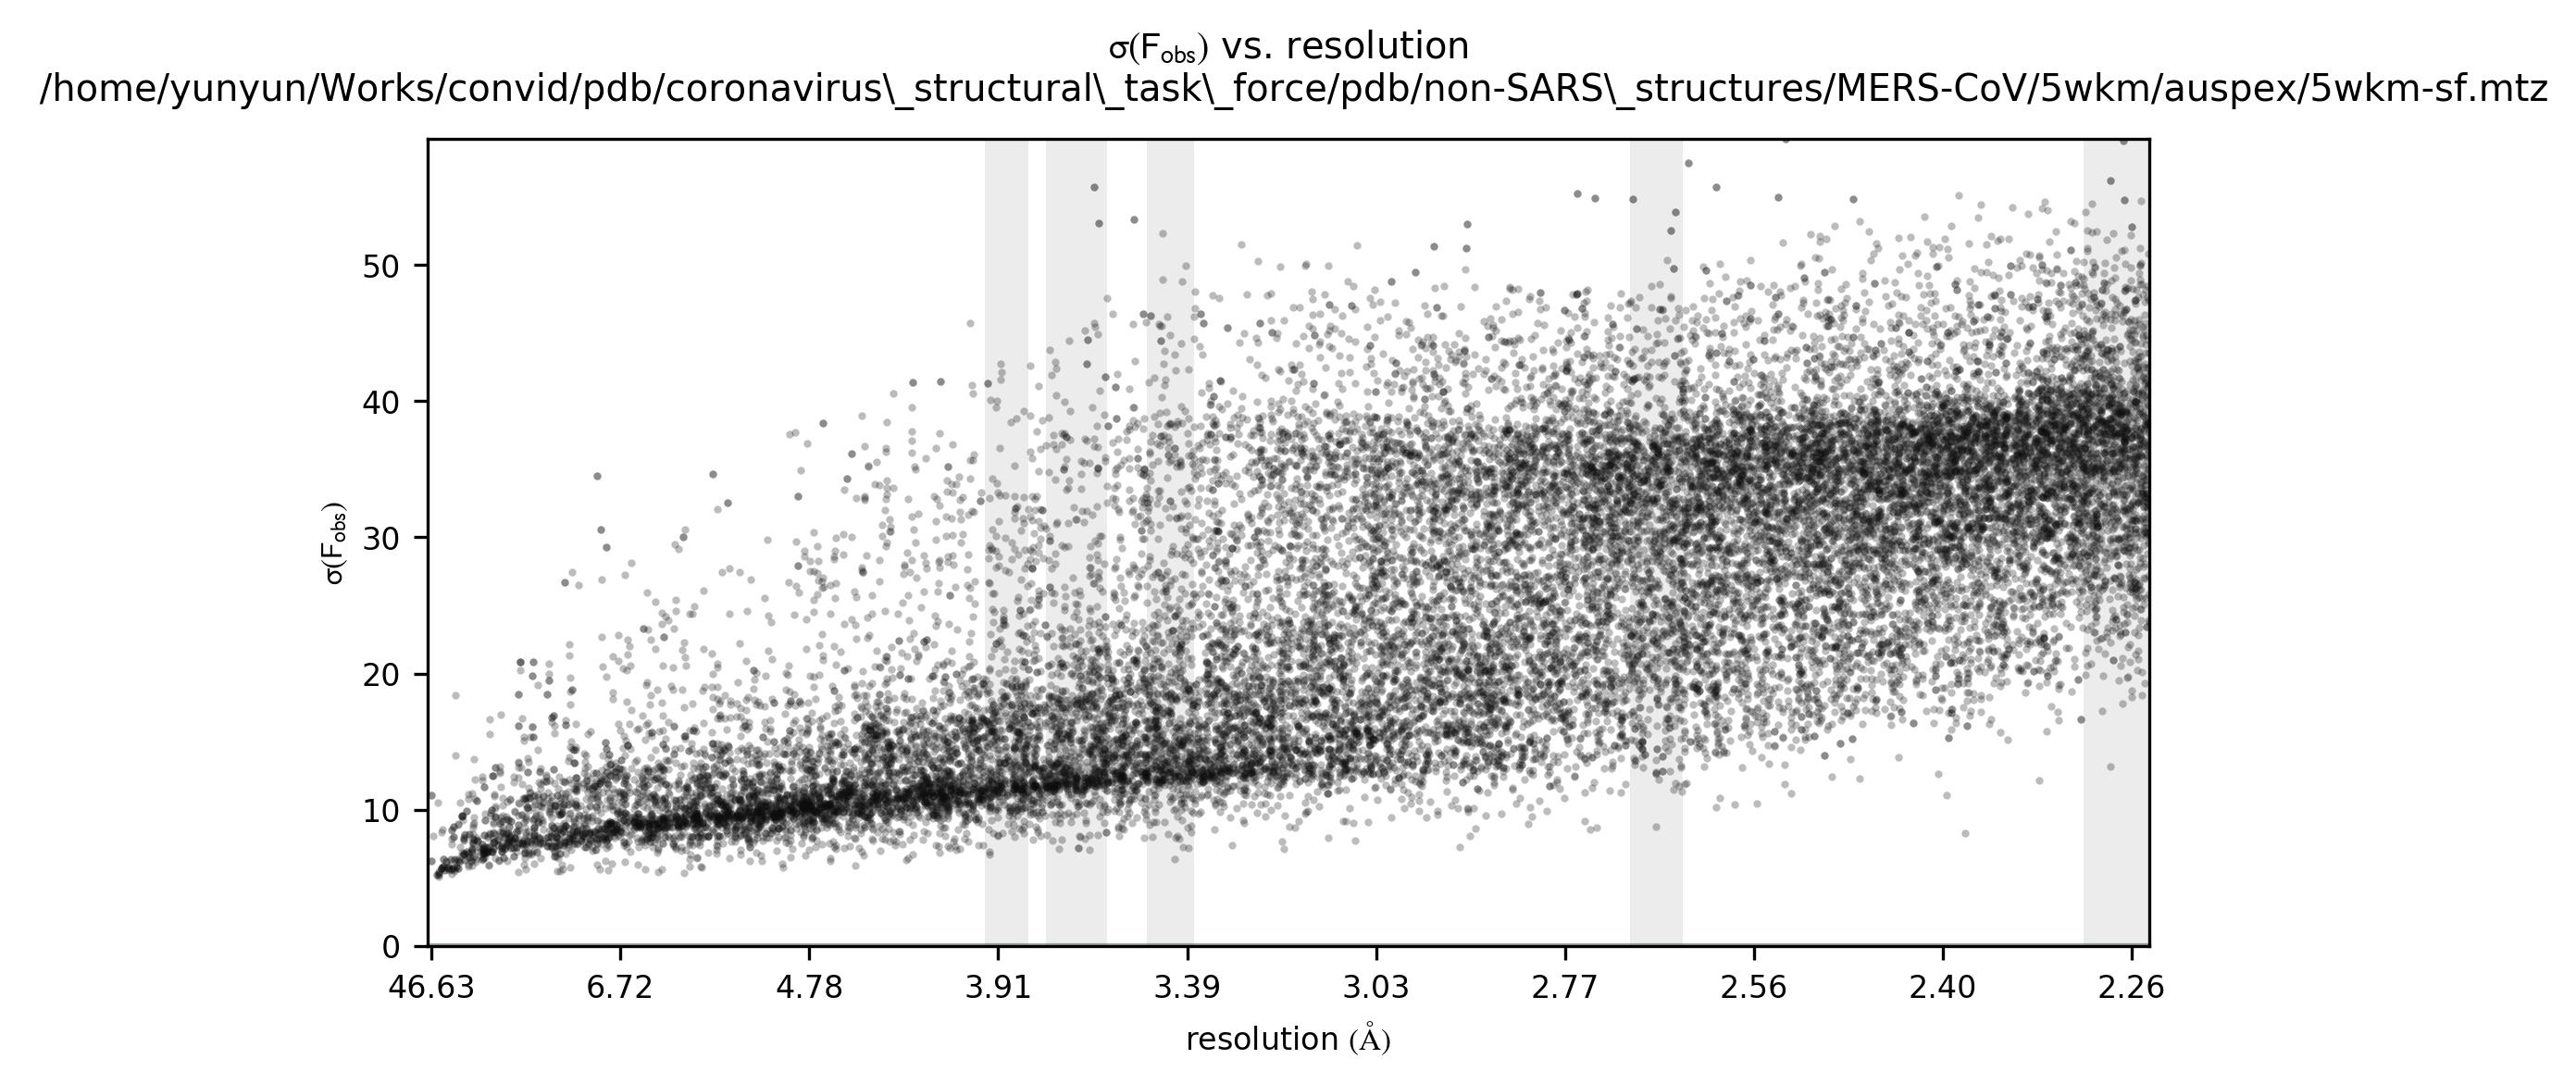 σ(Fobs) vs. resolution
/home/yunyun/Works/convid/pdb/coronavirus\_structural\_task\_force/pdb/non-SARS\_structures/MERS-CoV/5wkm/auspex/5wkm-sf.mtz
σ(Fobs)
50
40
30
20
10
0
46.63 6.72 4.78 3.91 3.39 3.03 2.77 2.56 2.40 2.26
resolution (Å)